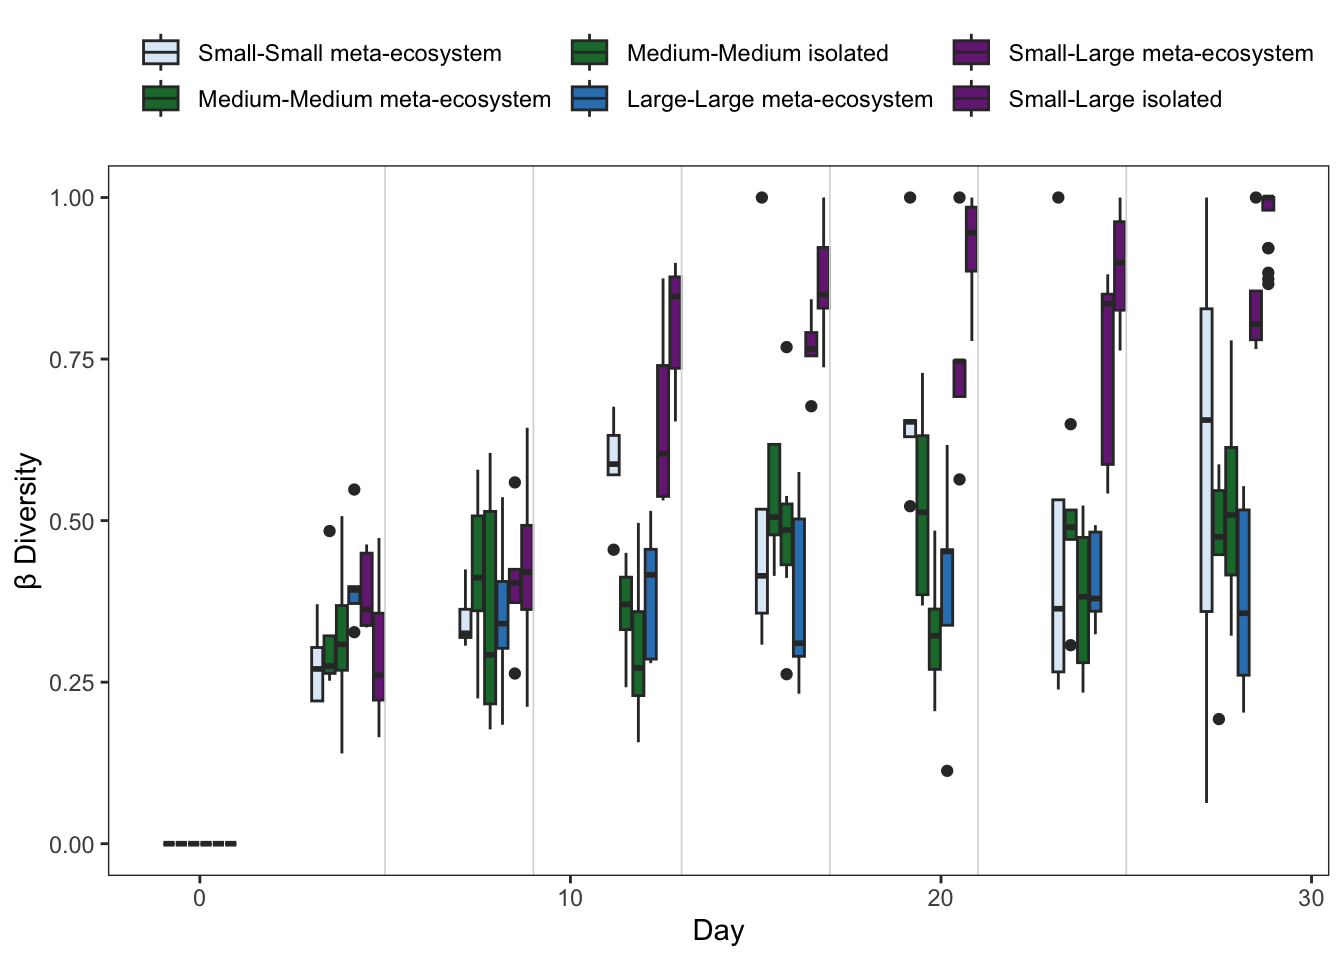 Small-Small meta-ecosystem
Medium-Medium isolated
Small-Large meta-ecosystem
Medium-Medium meta-ecosystem
Large-Large meta-ecosystem
Small-Large isolated
1.00
0.75
0.50
0.25
0.00
β Diversity
0
10
20
30
Day